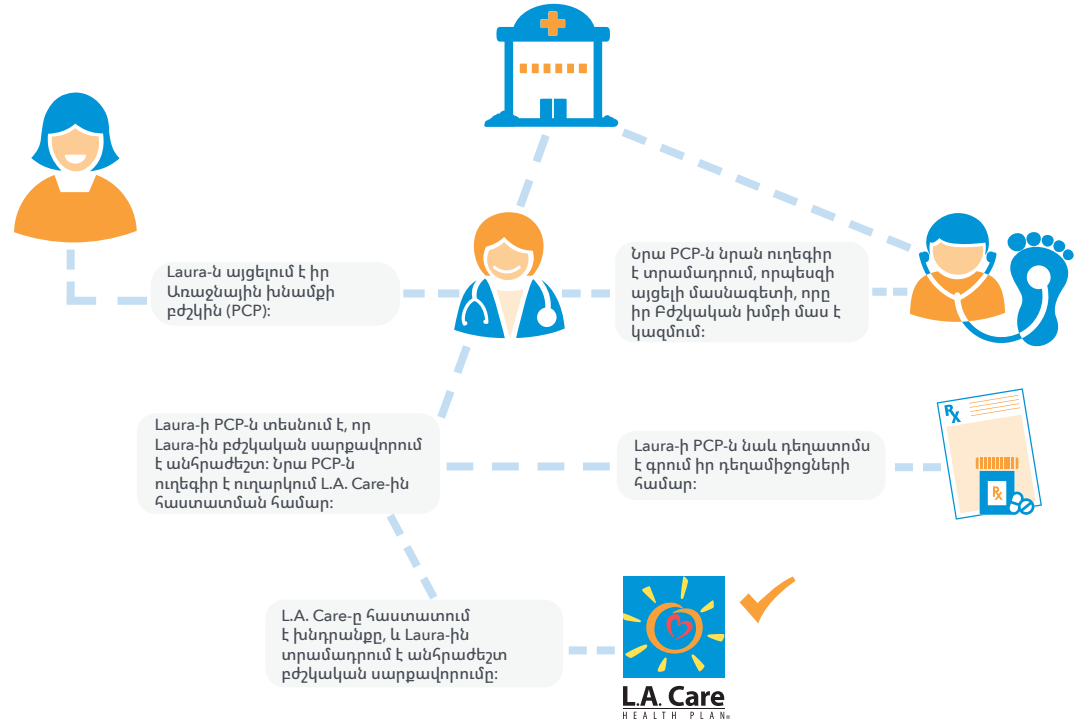 Laura-ն այցելում է իր
Առաջնային խնամքի
բժշկին (PCP)։
Նրա PCP-ն նրան ուղեգիր
է տրամադրում, որպեսզի
այցելի մասնագետի, որը
իր Բժշկական խմբի մաս է
կազմում։
Laura-ի PCP-ն տեսնում է, որ
Laura-ին բժշկական սարքավորում
է անհրաժեշտ։ Նրա PCP-ն
ուղեգիր է ուղարկում L.A. Care-ին
հաստատման համար։
Laura-ի PCP-ն նաև դեղատոմս
է գրում իր դեղամիջոցների
համար։
Rx
Rx
L.A. Care-ը հաստատում
է խնդրանքը, և Laura-ին
տրամադրում է անհրաժեշտ
բժշկական սարքավորումը։
L.A. Care
HEALTH PLAN®